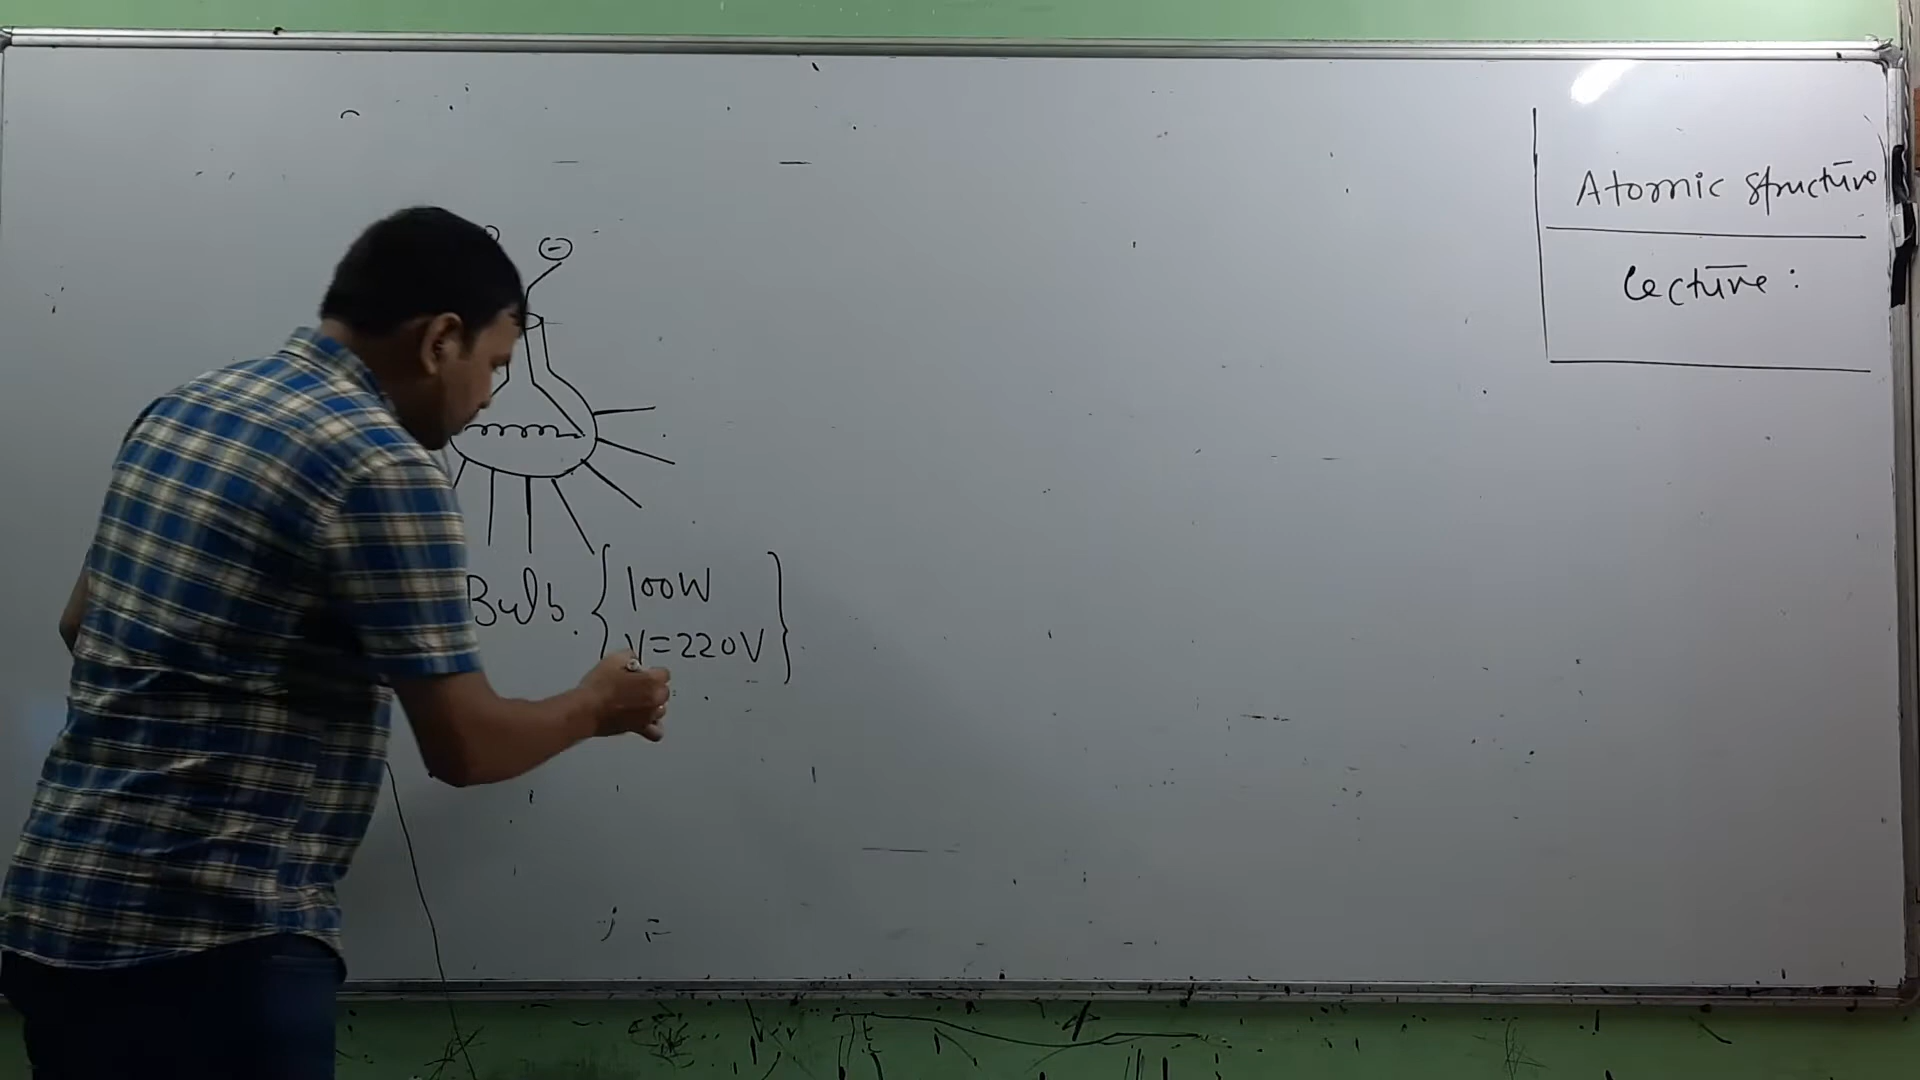 Atomic structure
Lecture :
-
Bulb. { 100W
V=220V }